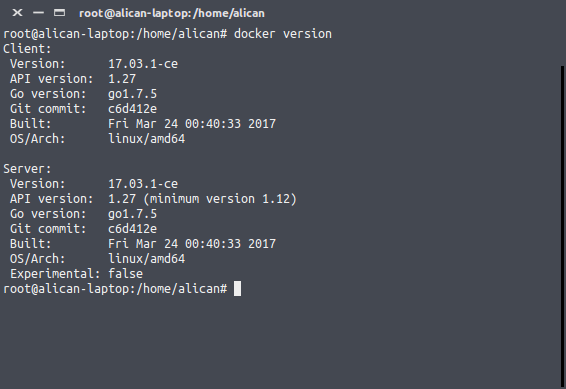 root@alican-laptop: /home/alican
root@alican-laptop:/home/alican# docker version
Client:
 Version:      17.03.1-ce
 API version:  1.27
 Go version:   go1.7.5
 Git commit:   c6d412e
 Built:        Fri Mar 24 00:40:33 2017
 OS/Arch:      linux/amd64

Server:
 Version:      17.03.1-ce
 API version:  1.27 (minimum version 1.12)
 Go version:   go1.7.5
 Git commit:   c6d412e
 Built:        Fri Mar 24 00:40:33 2017
 OS/Arch:      linux/amd64
 Experimental: false
root@alican-laptop:/home/alican#